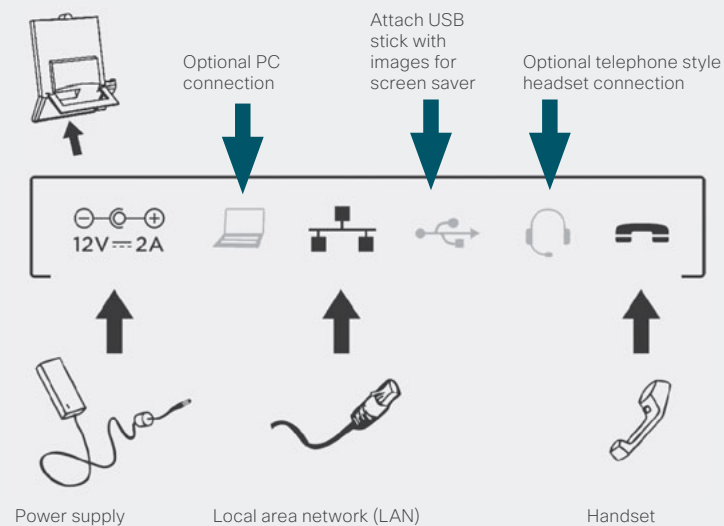 Optional PC
connection
Attach USB
stick with
images for
screen saver
Optional telephone style
headset connection
12V ⎓ 2A
Power supply
Local area network (LAN)
Handset